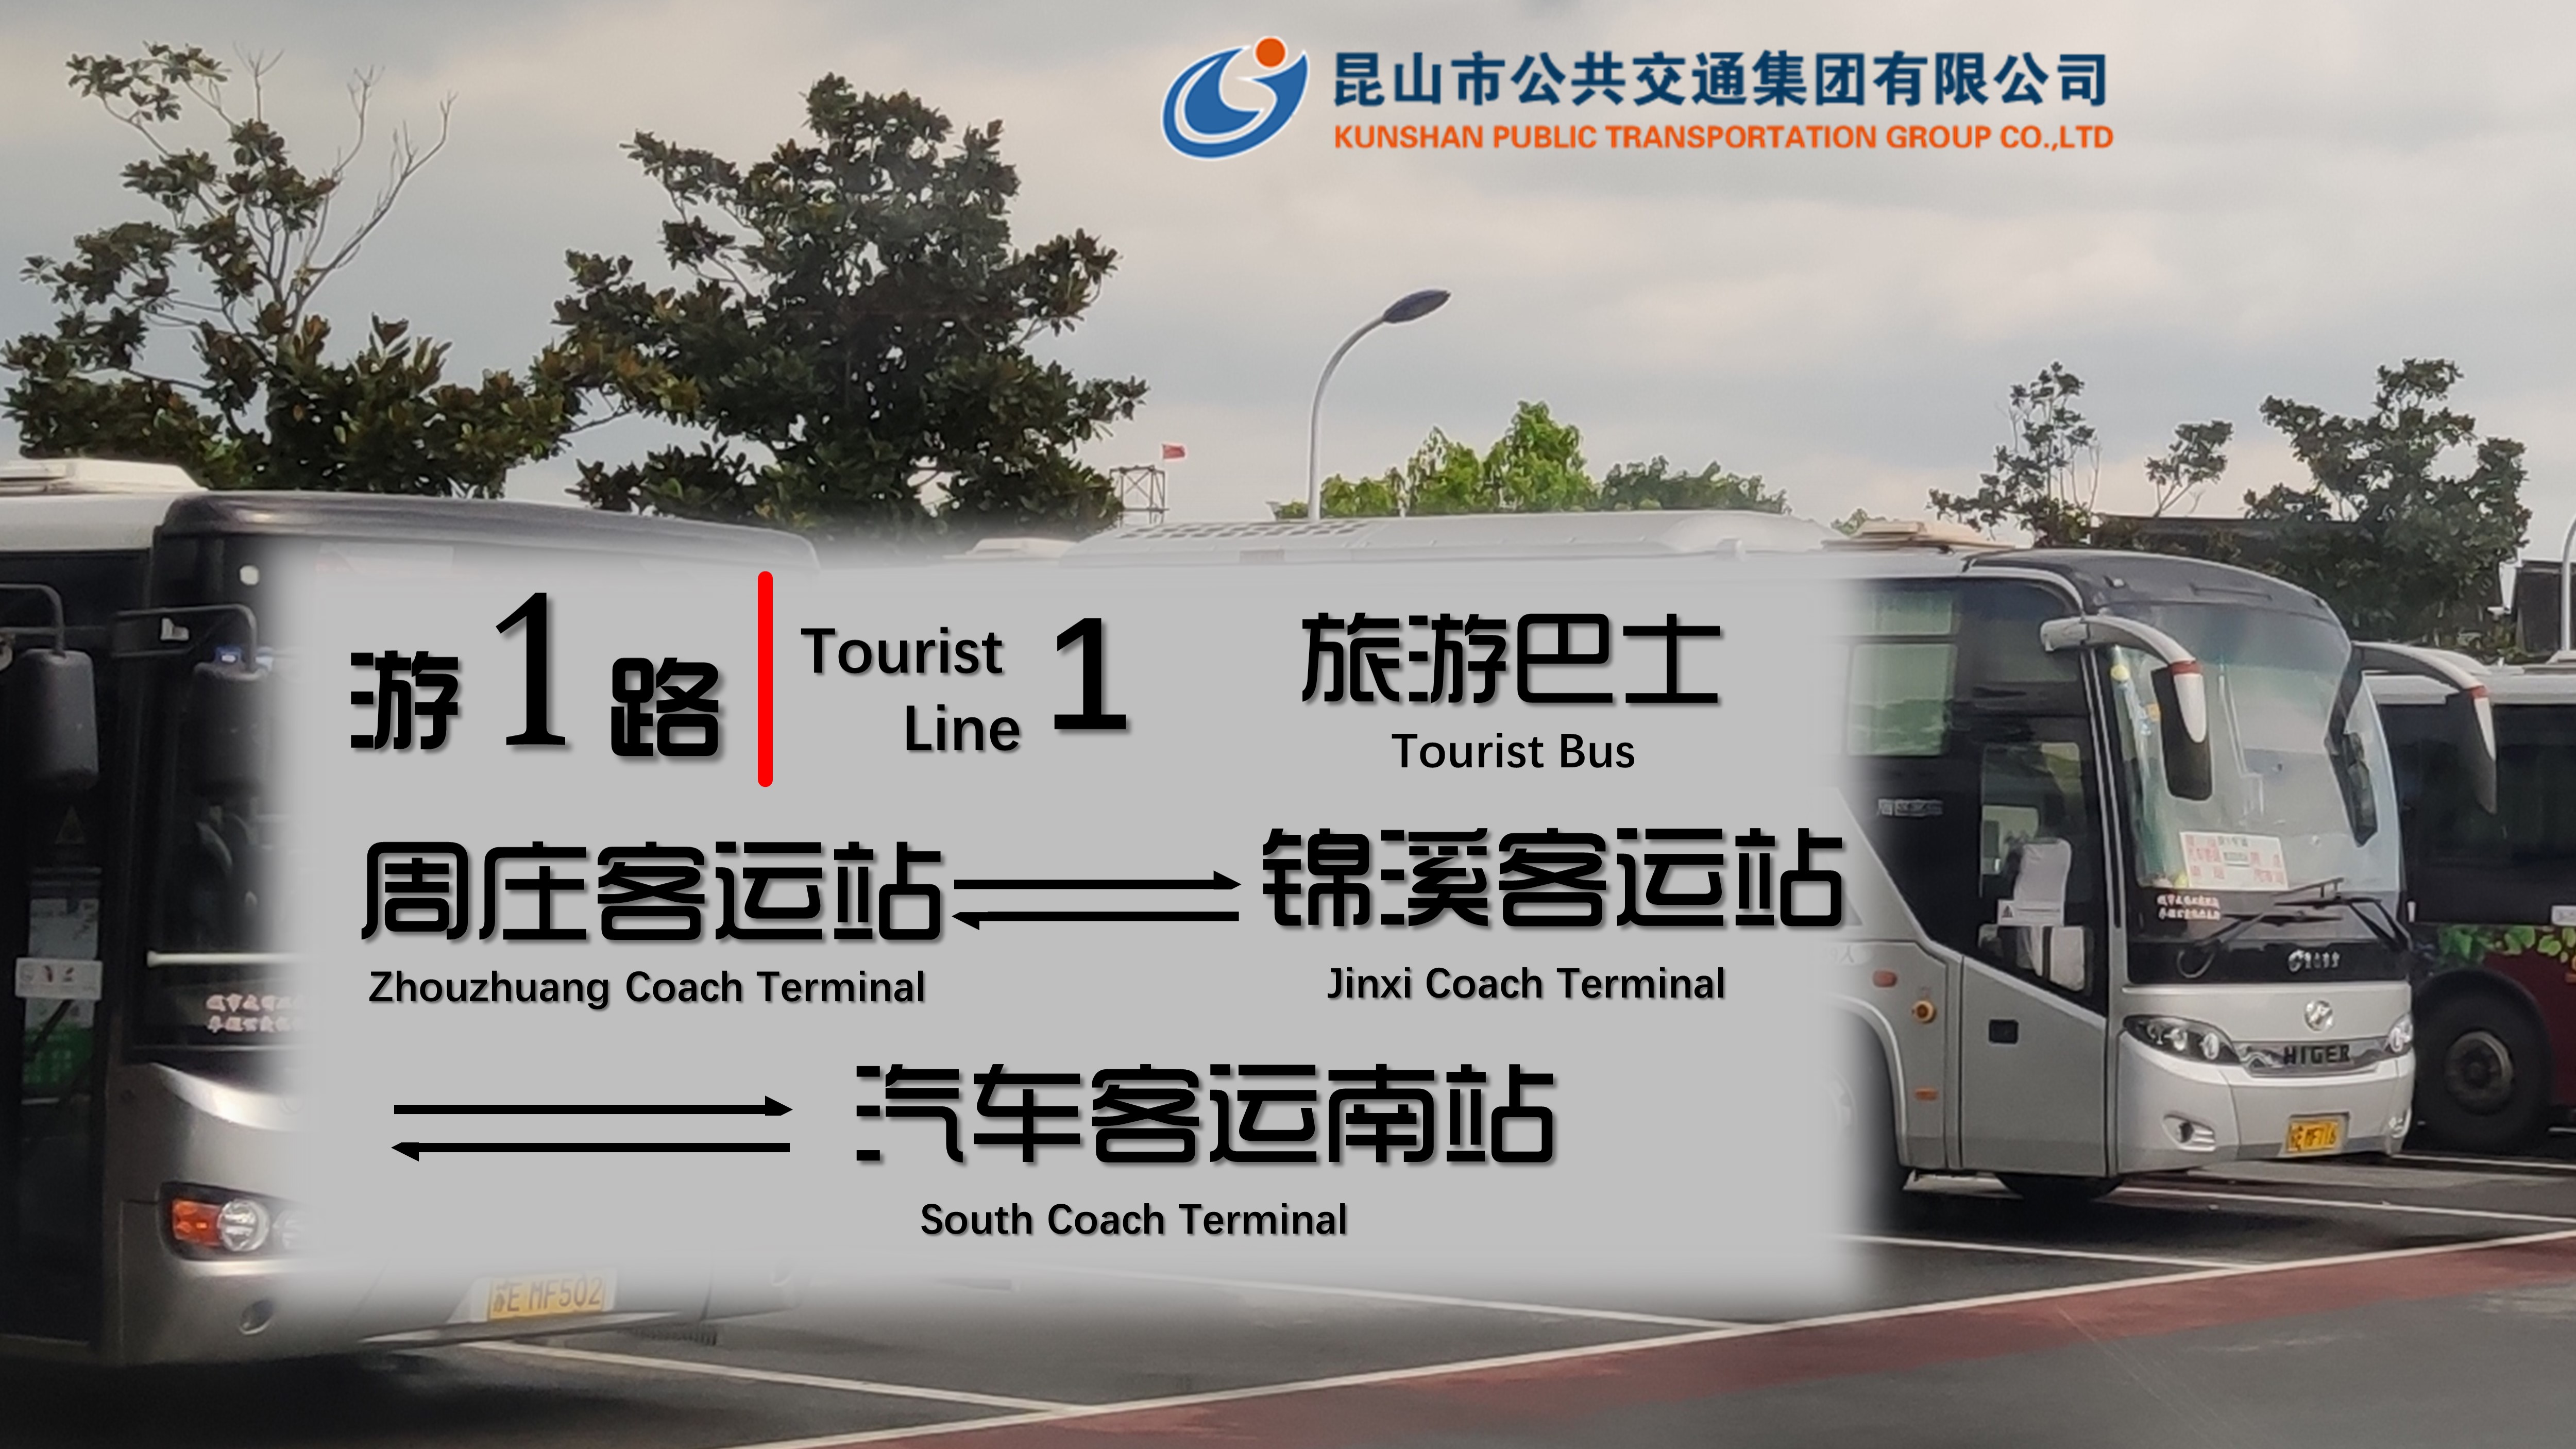 昆山市公共交通集团有限公司
KUNSHAN PUBLIC TRANSPORTATION GROUP CO.,LTD
游1路
Tourist Line 1
旅游巴士
Tourist Bus
周庄客运站
锦溪客运站
Zhouzhuang Coach Terminal
Jinxi Coach Terminal
汽车客运南站
South Coach Terminal
HIGER
苏E MF502